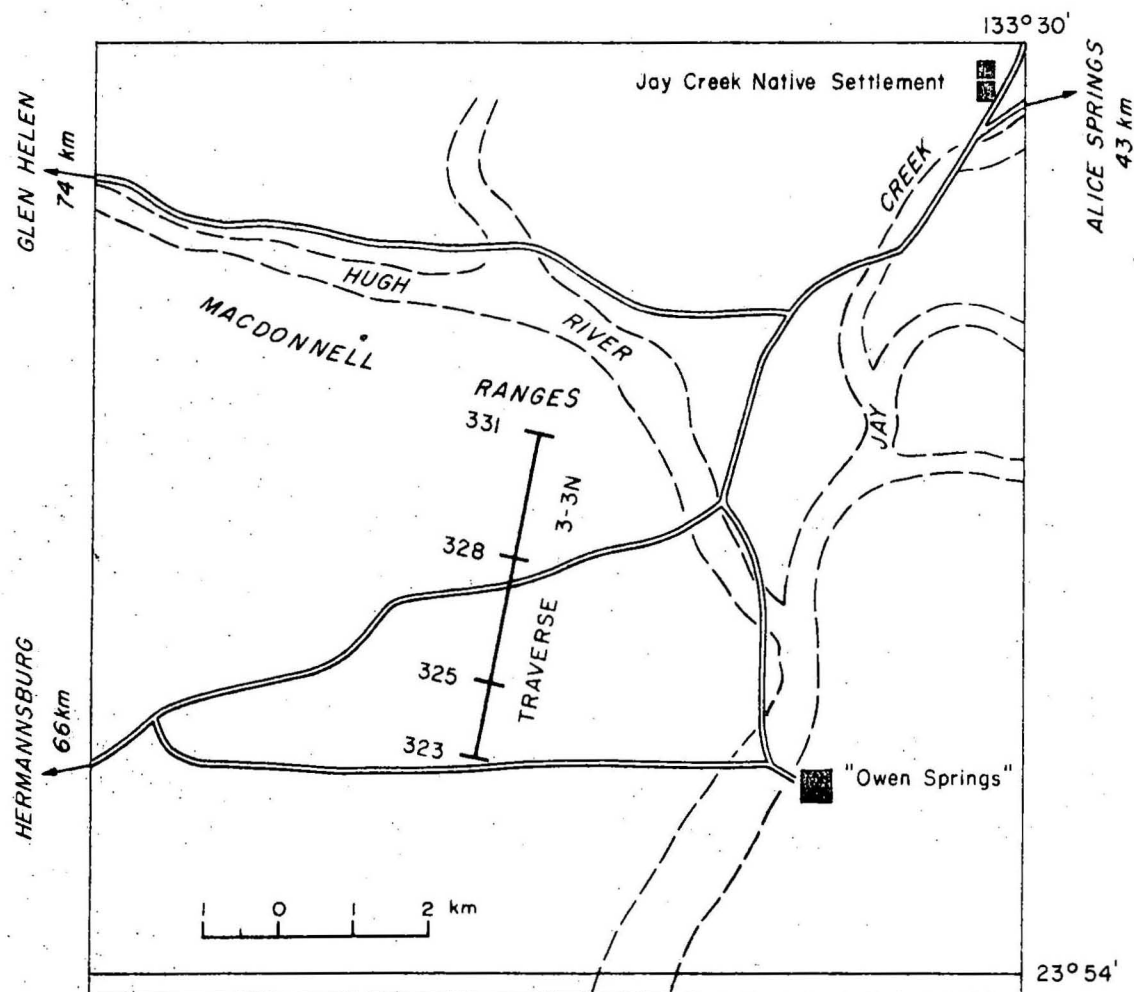 133° 30'
Jay Creek Native Settlement
ALICE SPRINGS
43 km
GLEN HELEN
74 km
CREEK
HUGH
RIVER
MACDONNELL
RANGES
JAY
331
3-3N
328
TRAVERSE
325
323
HERMANNSBURG
66km
"Owen Springs"
1 0 1 2 km
23° 54'